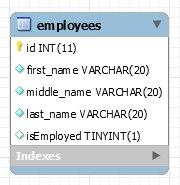 employees
id INT(11)
first_name VARCHAR(20)
middle_name VARCHAR(20)
last_name VARCHAR(20)
isEmployed TINYINT(1)
Indexes